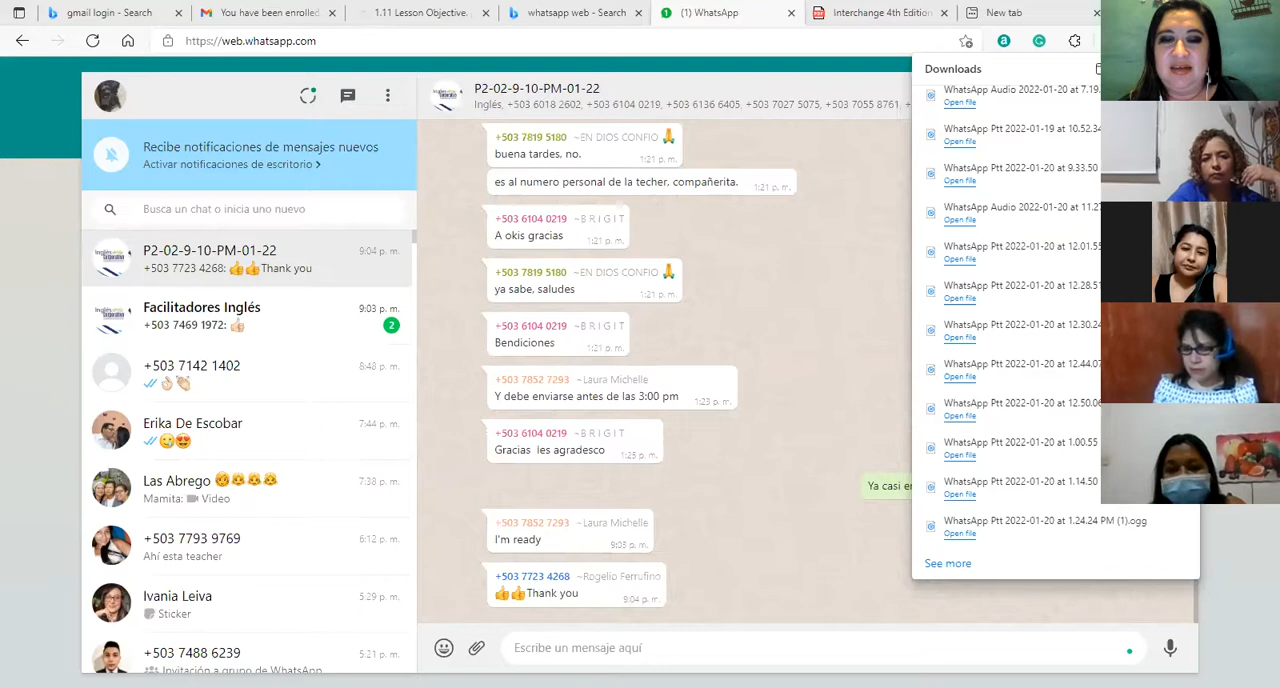 gmail login - Search
You have been enrolled
1.11 Lesson Objective.
whatsapp web - Search
(1) WhatsApp
Interchange 4th Edition
New tab
https://web.whatsapp.com
Recibe notificaciones de mensajes nuevos
Activar notificaciones de escritorio >
Busca un chat o inicia uno nuevo
P2-02-9-10-PM-01-22
9:04 p. m.
+503 7723 4268: 👍👍Thank you
Facilitadores Inglés
9:03 p. m.
+503 7469 1972: 👍🏻
2
+503 7142 1402
8:48 p. m.
Erika De Escobar
7:44 p. m.
Las Abrego
7:38 p. m.
Mamita: Video
+503 7793 9769
6:12 p. m.
Ahí esta teacher
Ivania Leiva
5:29 p. m.
Sticker
+503 7488 6239
5:21 p. m.
Invitación a grupo de WhatsApp
P2-02-9-10-PM-01-22
Inglés, +503 6018 2602, +503 6104 0219, +503 6136 6405, +503 7027 5075, +503 7055 8761, +
+503 7819 5180 ~EN DIOS CONFIO 🙏
buena tardes, no.
1:21 p. m.
es al numero personal de la techer, compañerita.
1:21 p. m.
+503 6104 0219 ~B R I G I T
A okis gracias
1:21 p. m.
+503 7819 5180 ~EN DIOS CONFIO 🙏
ya sabe, saludes
1:21 p. m.
+503 6104 0219 ~B R I G I T
Bendiciones
1:21 p. m.
+503 7852 7293 ~Laura Michelle
Y debe enviarse antes de las 3:00 pm
1:23 p. m.
+503 6104 0219 ~B R I G I T
Gracias les agradesco
1:25 p. m.
Ya casi
+503 7852 7293 ~Laura Michelle
I'm ready
9:03 p. m.
+503 7723 4268 ~Rogelio Ferrufino
👍👍Thank you
9:04 p. m.
Escribe un mensaje aquí
Downloads
WhatsApp Audio 2022-01-20 at 7.19.
Open file
WhatsApp Ptt 2022-01-19 at 10.52.34
Open file
WhatsApp Ptt 2022-01-20 at 9.33.50
Open file
WhatsApp Audio 2022-01-20 at 11.27
Open file
WhatsApp Ptt 2022-01-20 at 12.01.55
Open file
WhatsApp Ptt 2022-01-20 at 12.28.51
Open file
WhatsApp Ptt 2022-01-20 at 12.30.24
Open file
WhatsApp Ptt 2022-01-20 at 12.44.07
Open file
WhatsApp Ptt 2022-01-20 at 12.50.06
Open file
WhatsApp Ptt 2022-01-20 at 1.00.55
Open file
WhatsApp Ptt 2022-01-20 at 1.14.50
Open file
WhatsApp Ptt 2022-01-20 at 1.24.24 PM (1).ogg
Open file
See more